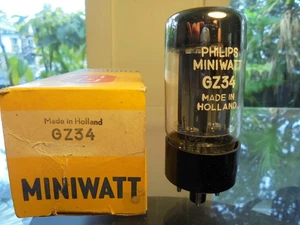 Made in Holland
GZ34
MINIWATT
PHILIPS
MINIWATT
GZ34
MADE IN
HOLLAND